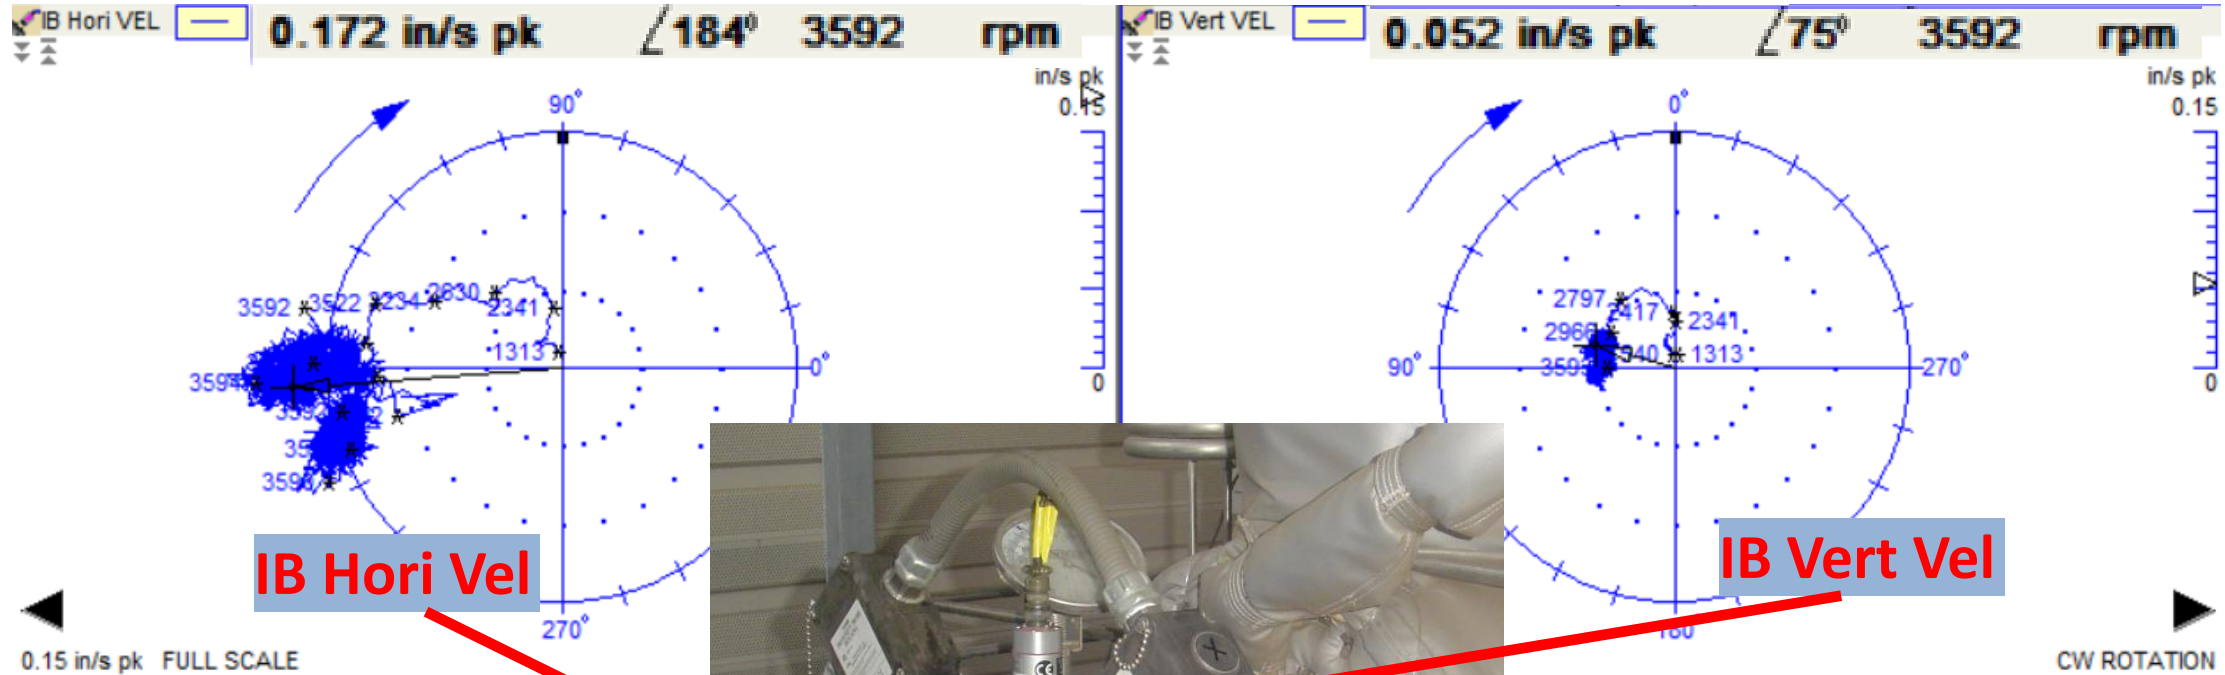 IB Hori VEL
0.172 in/s pk ∠184° 3592 rpm
in/s pk
0.15
90°
0°
270°
0
3592 3522 3234 2630 2341
1313
3594
3590
IB Hori Vel
0.15 in/s pk FULL SCALE
IB Vert VEL
0.052 in/s pk ∠75° 3592 rpm
in/s pk
0.15
0°
90°
270°
180
0
2797 2417 2341
2966
1313
IB Vert Vel
CW ROTATION
CE